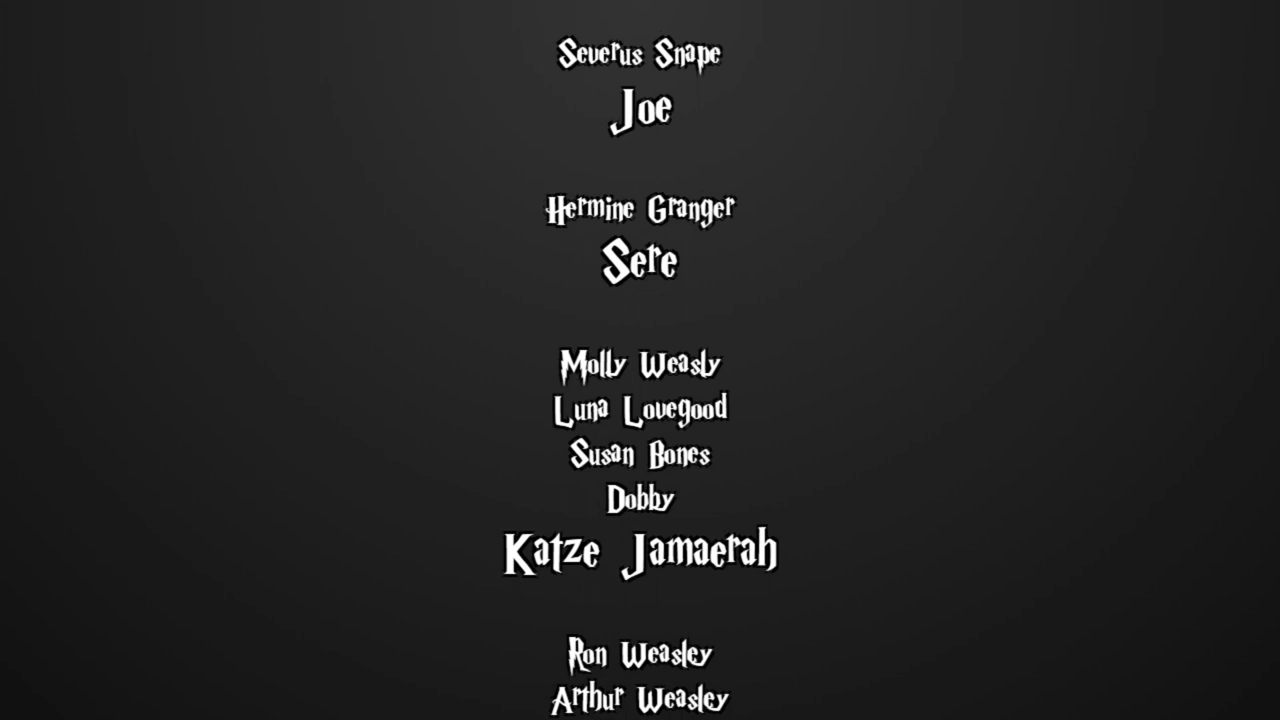 Severus Snape
Joe
Hermine Granger
Sere
Molly Weasly
Luna Lovegood
Susan Bones
Dobby
Katze Jamaerah
Ron Weasley
Arthur Weasley